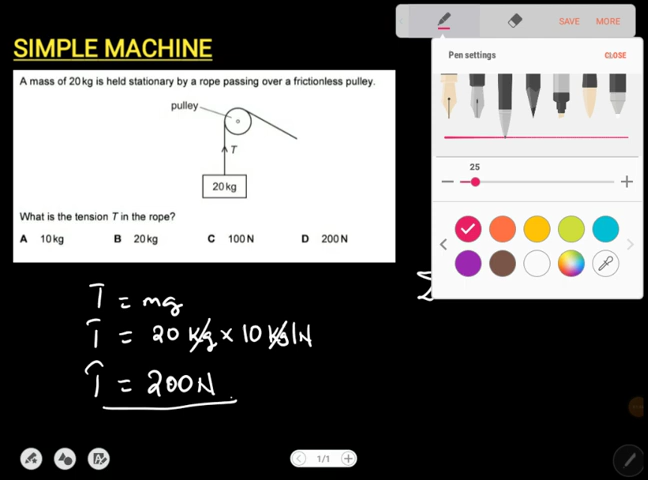 SAVE MORE
SIMPLE MACHINE
Pen settings CLOSE
A mass of 20 kg is held stationary by a rope passing over a frictionless pulley.
pulley
T
20 kg
25
What is the tension T in the rope?
A 10 kg B 20 kg C 100 N D 200 N
T = mg
T = 20 kg × 10 kg/N
T = 200N
1/1